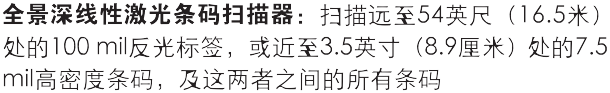 全景深线性激光条码扫描器：扫描远至54英尺（16.5米）
处的100 mil反光标签，或近至3.5英寸（8.9厘米）处的7.5
mil高密度条码，及这两者之间的所有条码